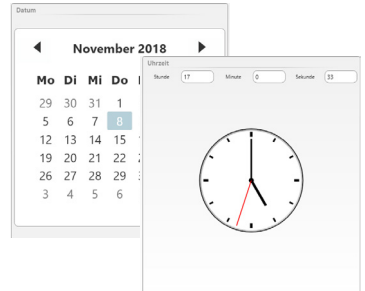 Datum
November 2018
Mo Di Mi Do
29 30 31 1
5 6 7 8
12 13 14 15
19 20 21 22
26 27 28 29
3 4 5 6
Uhrzeit
Stunde 17 Minute 0 Sekunde 33